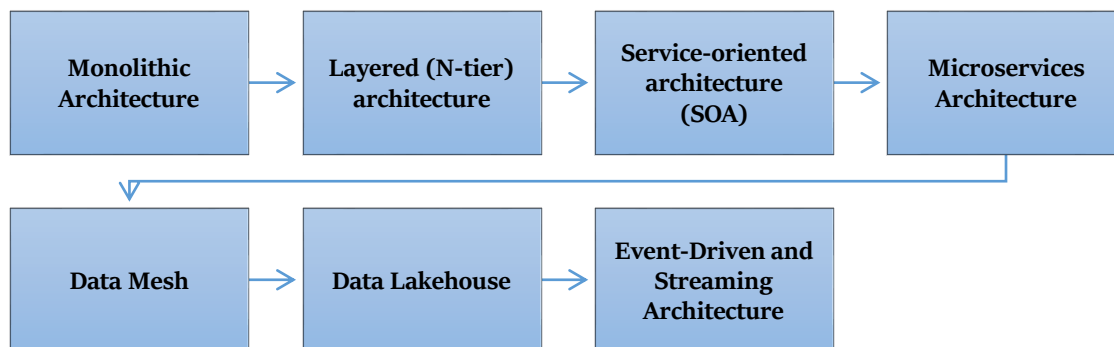 Monolithic
Architecture
Layered (N-tier)
architecture
Service-oriented
architecture
(SOA)
Microservices
Architecture
Data Mesh
Data Lakehouse
Event-Driven and
Streaming
Architecture